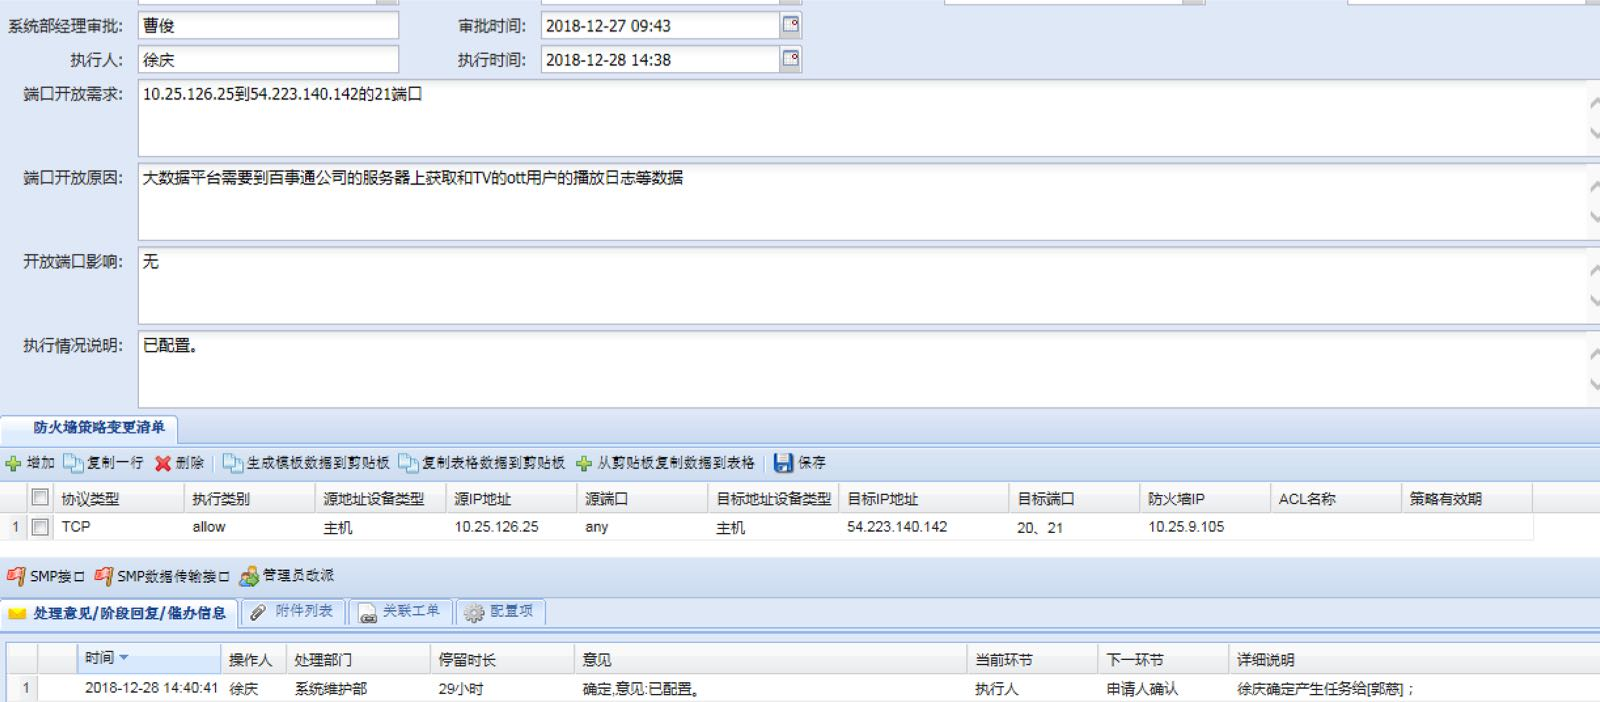 系统部经理审批: 曹俊 审批时间: 2018-12-27 09:43
执行人: 徐庆 执行时间: 2018-12-28 14:38
端口开放需求: 10.25.126.25到54.223.140.142的21端口
端口开放原因: 大数据平台需要到百事通公司的服务器上获取和TV的ott用户的播放日志等数据
开放端口影响: 无
执行情况说明: 已配置。
防火墙策略变更清单
增加 复制一行 删除 生成模板数据到剪贴板 复制表格数据到剪贴板 从剪贴板复制数据到表格 保存
协议类型 执行类别 源地址设备类型 源IP地址 源端口 目标地址设备类型 目标IP地址 目标端口 防火墙IP ACL名称 策略有效期
1 TCP allow 主机 10.25.126.25 any 主机 54.223.140.142 20、21 10.25.9.105
SMP接口 SMP数据传输接口 管理员改派
处理意见/阶段回复/催办信息 附件列表 关联工单 配置项
时间 操作人 处理部门 停留时长 意见 当前环节 下一环节 详细说明
1 2018-12-28 14:40:41 徐庆 系统维护部 29小时 确定,意见:已配置。 执行人 申请人确认 徐庆确定产生任务给[郭慈]；